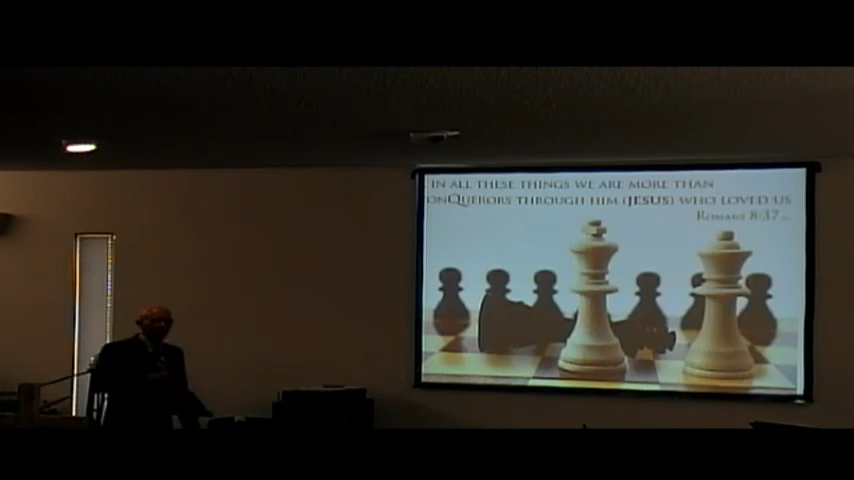 In all these things we are more than
onQuerors through Him (JESUS) who loved us
Romans 8:37...